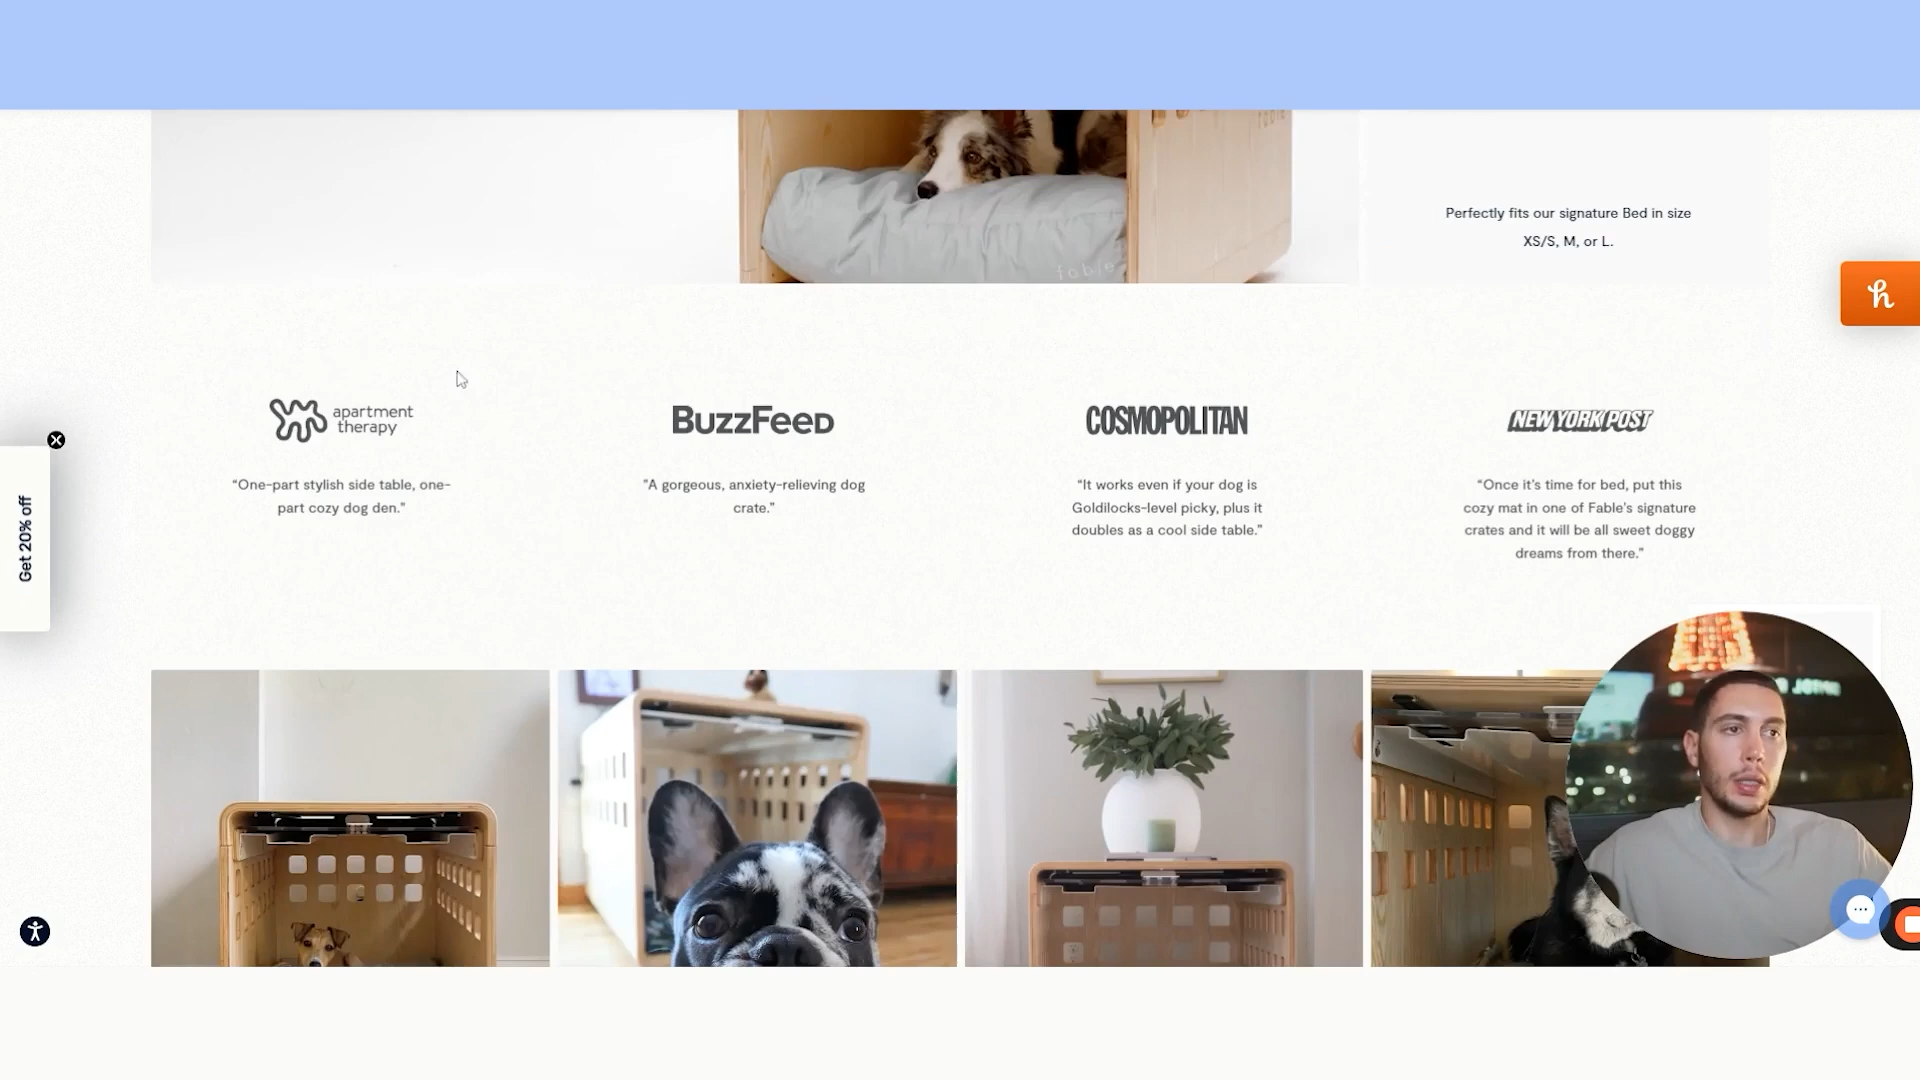 Perfectly fits our signature Bed in size
XS/S, M, or L.
fable
apartment
therapy
BuzzFeed
COSMOPOLITAN
NEW YORK POST
“One-part stylish side table, one-
part cozy dog den.”
"A gorgeous, anxiety-relieving dog
crate."
“It works even if your dog is
Goldilocks-level picky, plus it
doubles as a cool side table.”
“Once it’s time for bed, put this
cozy mat in one of Fable’s signature
crates and it will be all sweet doggy
dreams from there.”
Get 20% off